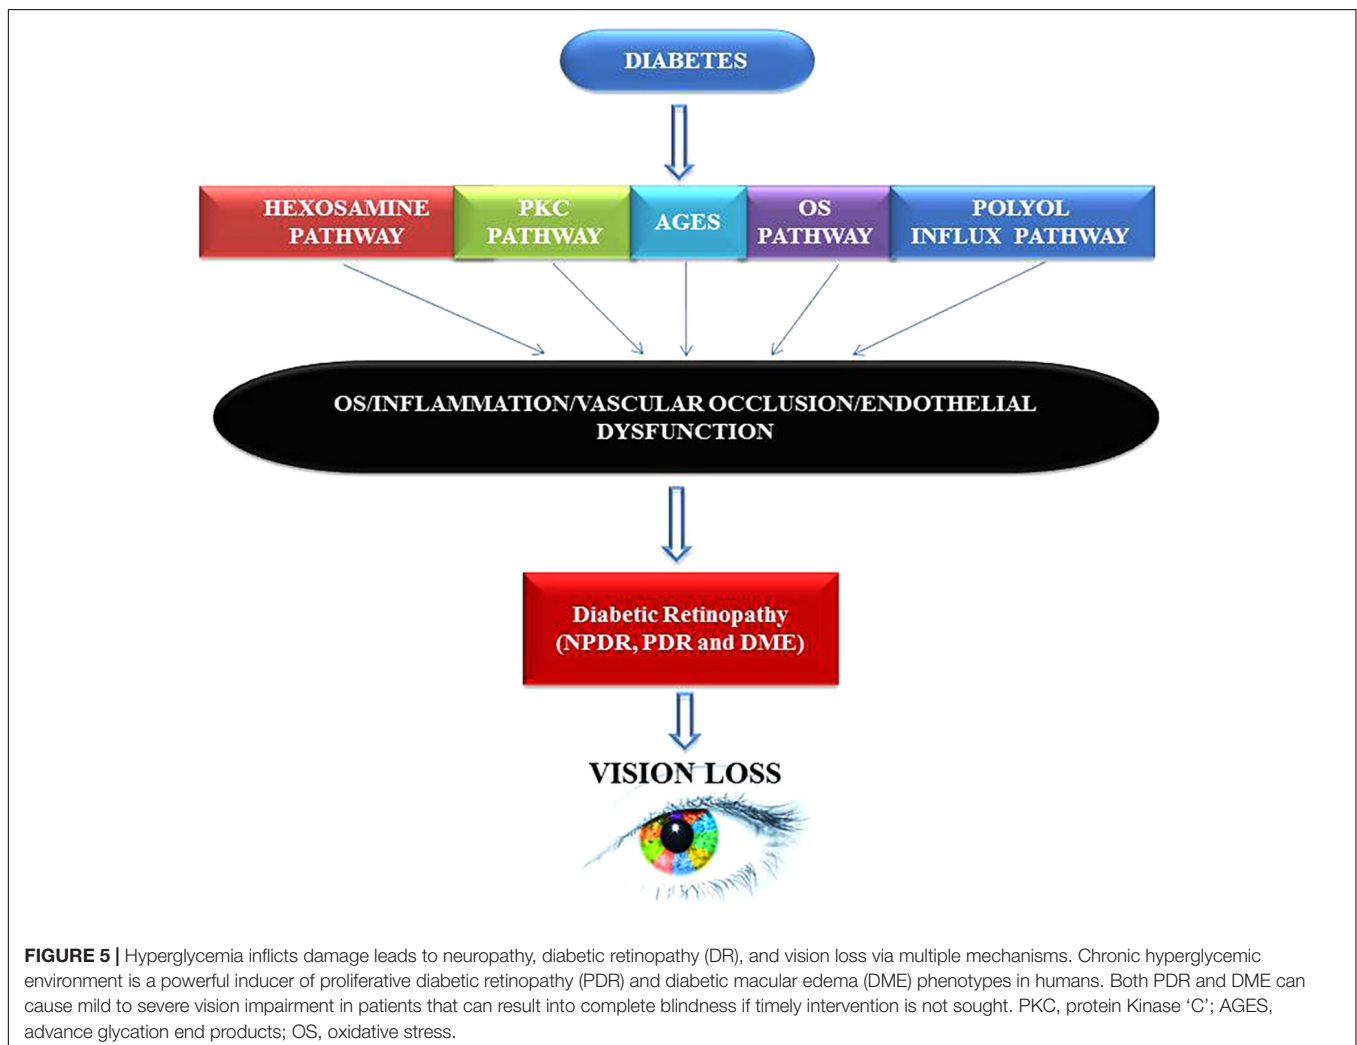 DIABETES
HEXOSAMINE
PATHWAY
PKC
PATHWAY
AGES
OS
PATHWAY
POLYOL
INFLUX PATHWAY
OS/INFLAMMATION/VASCULAR OCCLUSION/ENDOTHELIAL
DYSFUNCTION
Diabetic Retinopathy
(NPDR, PDR and DME)
VISION LOSS
FIGURE 5 | Hyperglycemia inflicts damage leads to neuropathy, diabetic retinopathy (DR), and vision loss via multiple mechanisms. Chronic hyperglycemic
environment is a powerful inducer of proliferative diabetic retinopathy (PDR) and diabetic macular edema (DME) phenotypes in humans. Both PDR and DME can
cause mild to severe vision impairment in patients that can result into complete blindness if timely intervention is not sought. PKC, protein Kinase ‘C’; AGES,
advance glycation end products; OS, oxidative stress.